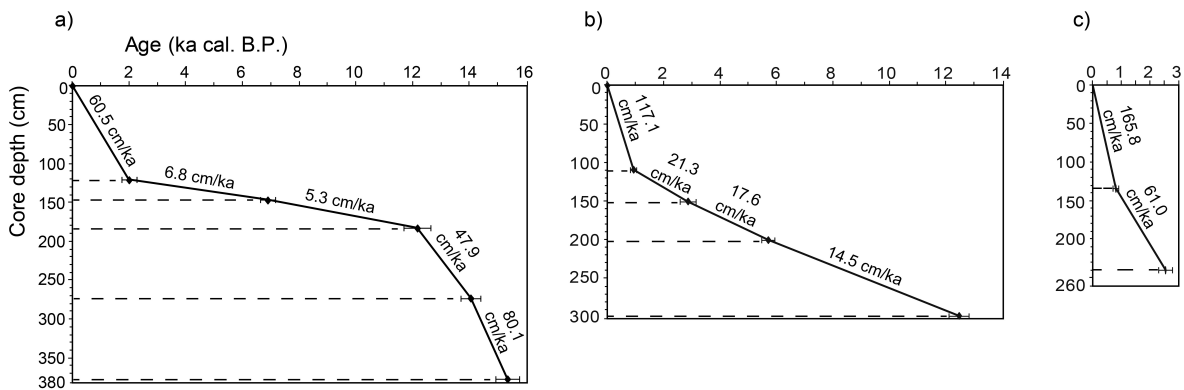 a)
Age (ka cal. B.P.)
0 2 4 6 8 10 12 14 16
Core depth (cm)
0
50
100
150
200
250
300
350
380
60.5 cm/ka
6.8 cm/ka
5.3 cm/ka
47.9
cm/ka
80.1
cm/ka
b)
0 2 4 6 8 10 12 14
0
50
100
150
200
250
300
117.1
cm/ka
21.3
cm/ka
17.6
cm/ka
14.5 cm/ka
c)
0 1 2 3
0
50
100
150
200
260
165.8
cm/ka
61.0
cm/ka